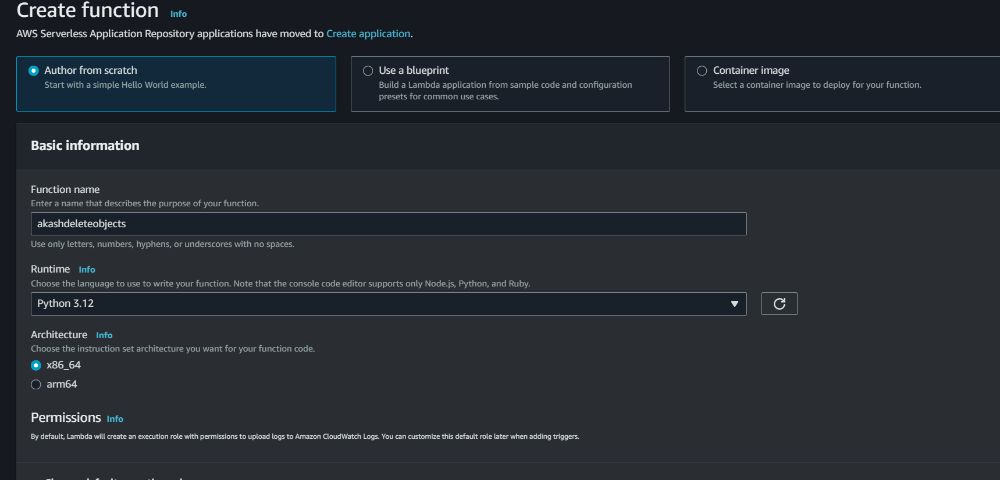 Create function Info
AWS Serverless Application Repository applications have moved to Create application.
Author from scratch
Start with a simple Hello World example.
Use a blueprint
Build a Lambda application from sample code and configuration
presets for common use cases.
Container image
Select a container image to deploy for your function.
Basic information
Function name
Enter a name that describes the purpose of your function.
akashdeleteobjects
Use only letters, numbers, hyphens, or underscores with no spaces.
Runtime Info
Choose the language to use to write your function. Note that the console code editor supports only Node.js, Python, and Ruby.
Python 3.12
Architecture Info
Choose the instruction set architecture you want for your function code.
x86_64
arm64
Permissions Info
By default, Lambda will create an execution role with permissions to upload logs to Amazon CloudWatch Logs. You can customize this default role later when adding triggers.